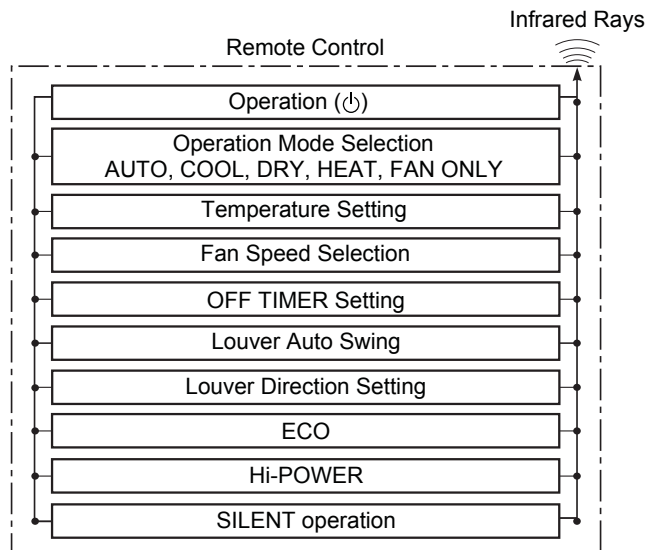 Infrared Rays
Remote Control
Operation (⏻)
Operation Mode Selection
AUTO, COOL, DRY, HEAT, FAN ONLY
Temperature Setting
Fan Speed Selection
OFF TIMER Setting
Louver Auto Swing
Louver Direction Setting
ECO
Hi-POWER
SILENT operation